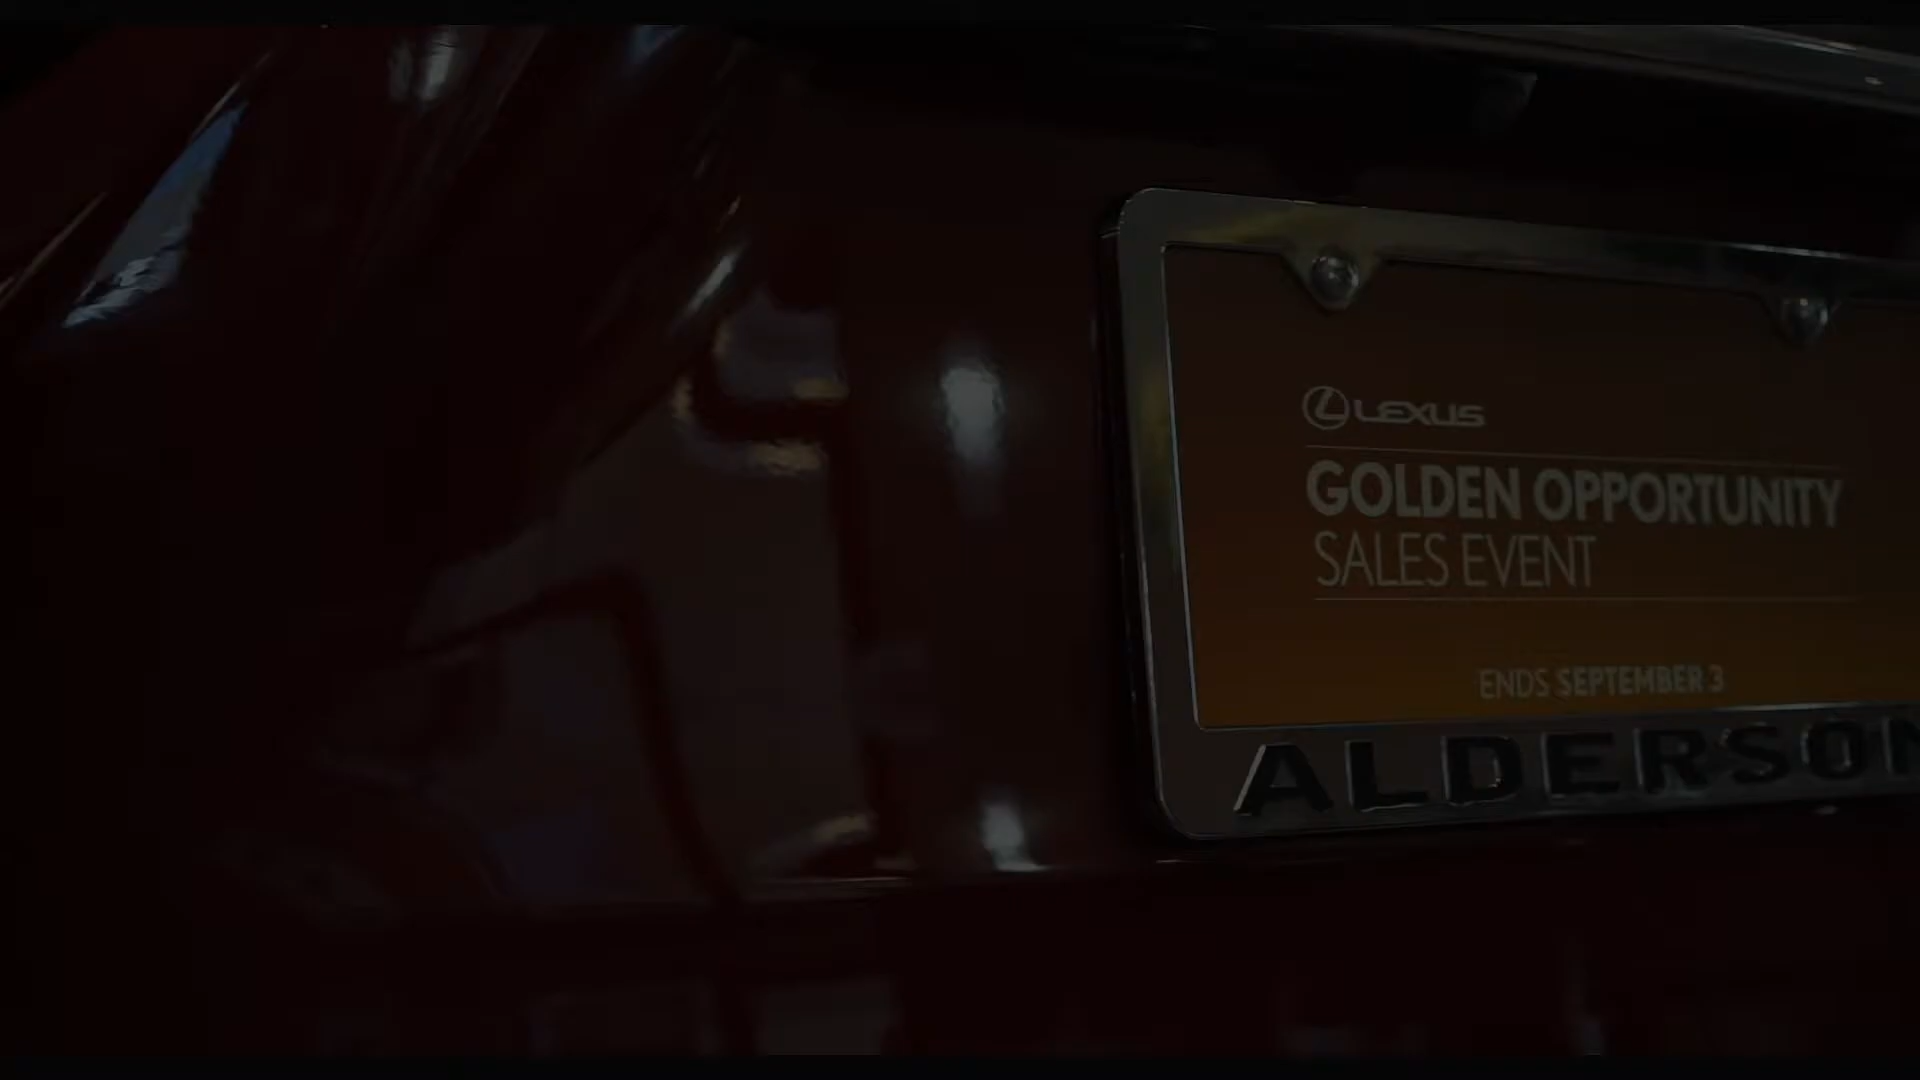 LEXUS
GOLDEN OPPORTUNITY
SALES EVENT
ENDS SEPTEMBER 3
ALDERSON